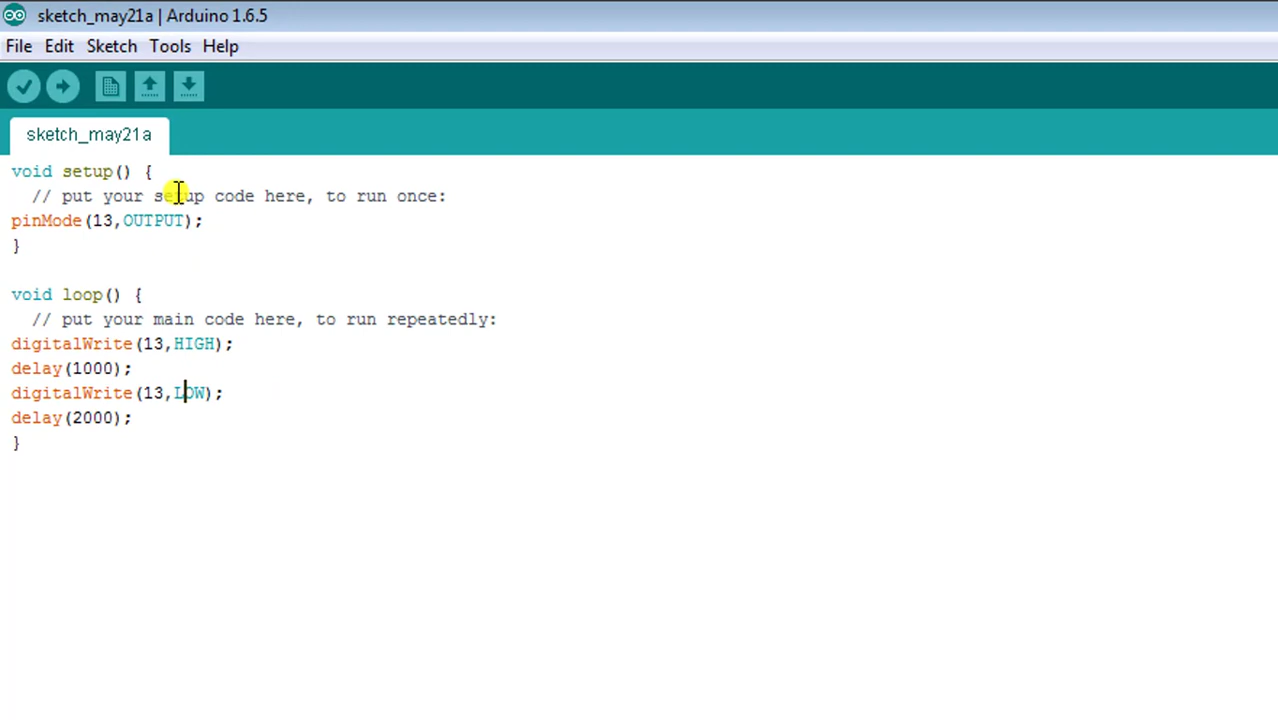 sketch_may21a | Arduino 1.6.5
File Edit Sketch Tools Help
sketch_may21a
void setup() {
  // put your setup code here, to run once:
pinMode(13,OUTPUT);
}
void loop() {
  // put your main code here, to run repeatedly:
digitalWrite(13,HIGH);
delay(1000);
digitalWrite(13,LOW);
delay(2000);
}